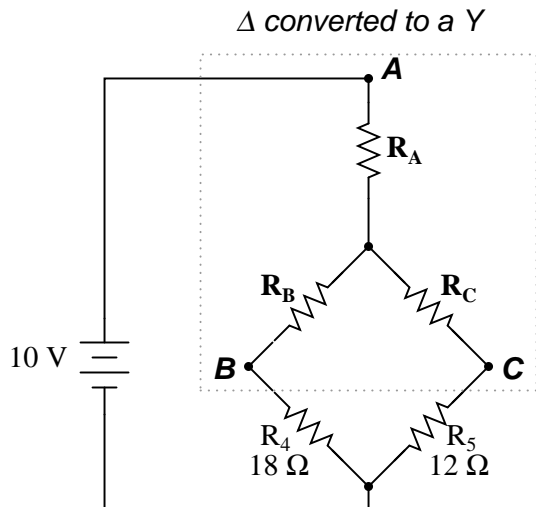 Δ converted to a Y
A
R_A
R_B
R_C
10 V
B
C
R_4
18 Ω
R_5
12 Ω